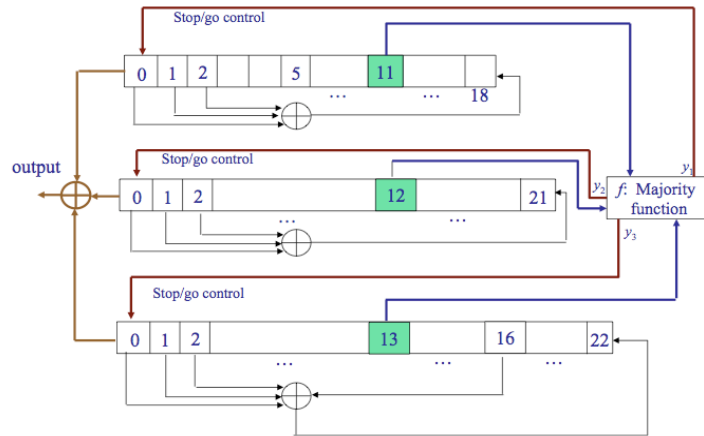 Stop/go control
0 1 2 5 11
... ... 18
y1
output
Stop/go control
y2
f: Majority function
0 1 2 12 21
... ...
y3
Stop/go control
0 1 2 13 16 22
... ... ...